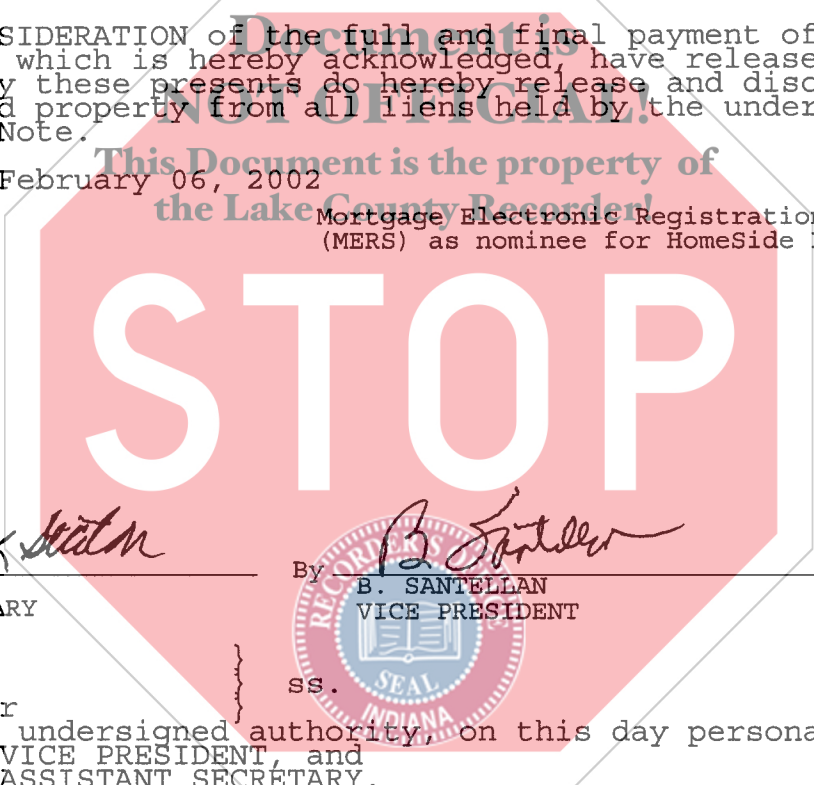 SIDERATION of the full and final payment of
which is hereby acknowledged, have release
y these presents do hereby release and disc
d property from all liens held by the under
Note.
Document is
NOT OFFICIAL!
This Document is the property of
the Lake County Recorder!
February 06, 2002
Mortgage Electronic Registration
(MERS) as nominee for HomeSide
STOP
By B Santellan
B. SANTELLAN
VICE PRESIDENT
ARY
RECORDER'S OFFICE
SEAL
INDIANA
ss.
r
undersigned authority, on this day persona
VICE PRESIDENT, and
ASSISTANT SECRETARY,